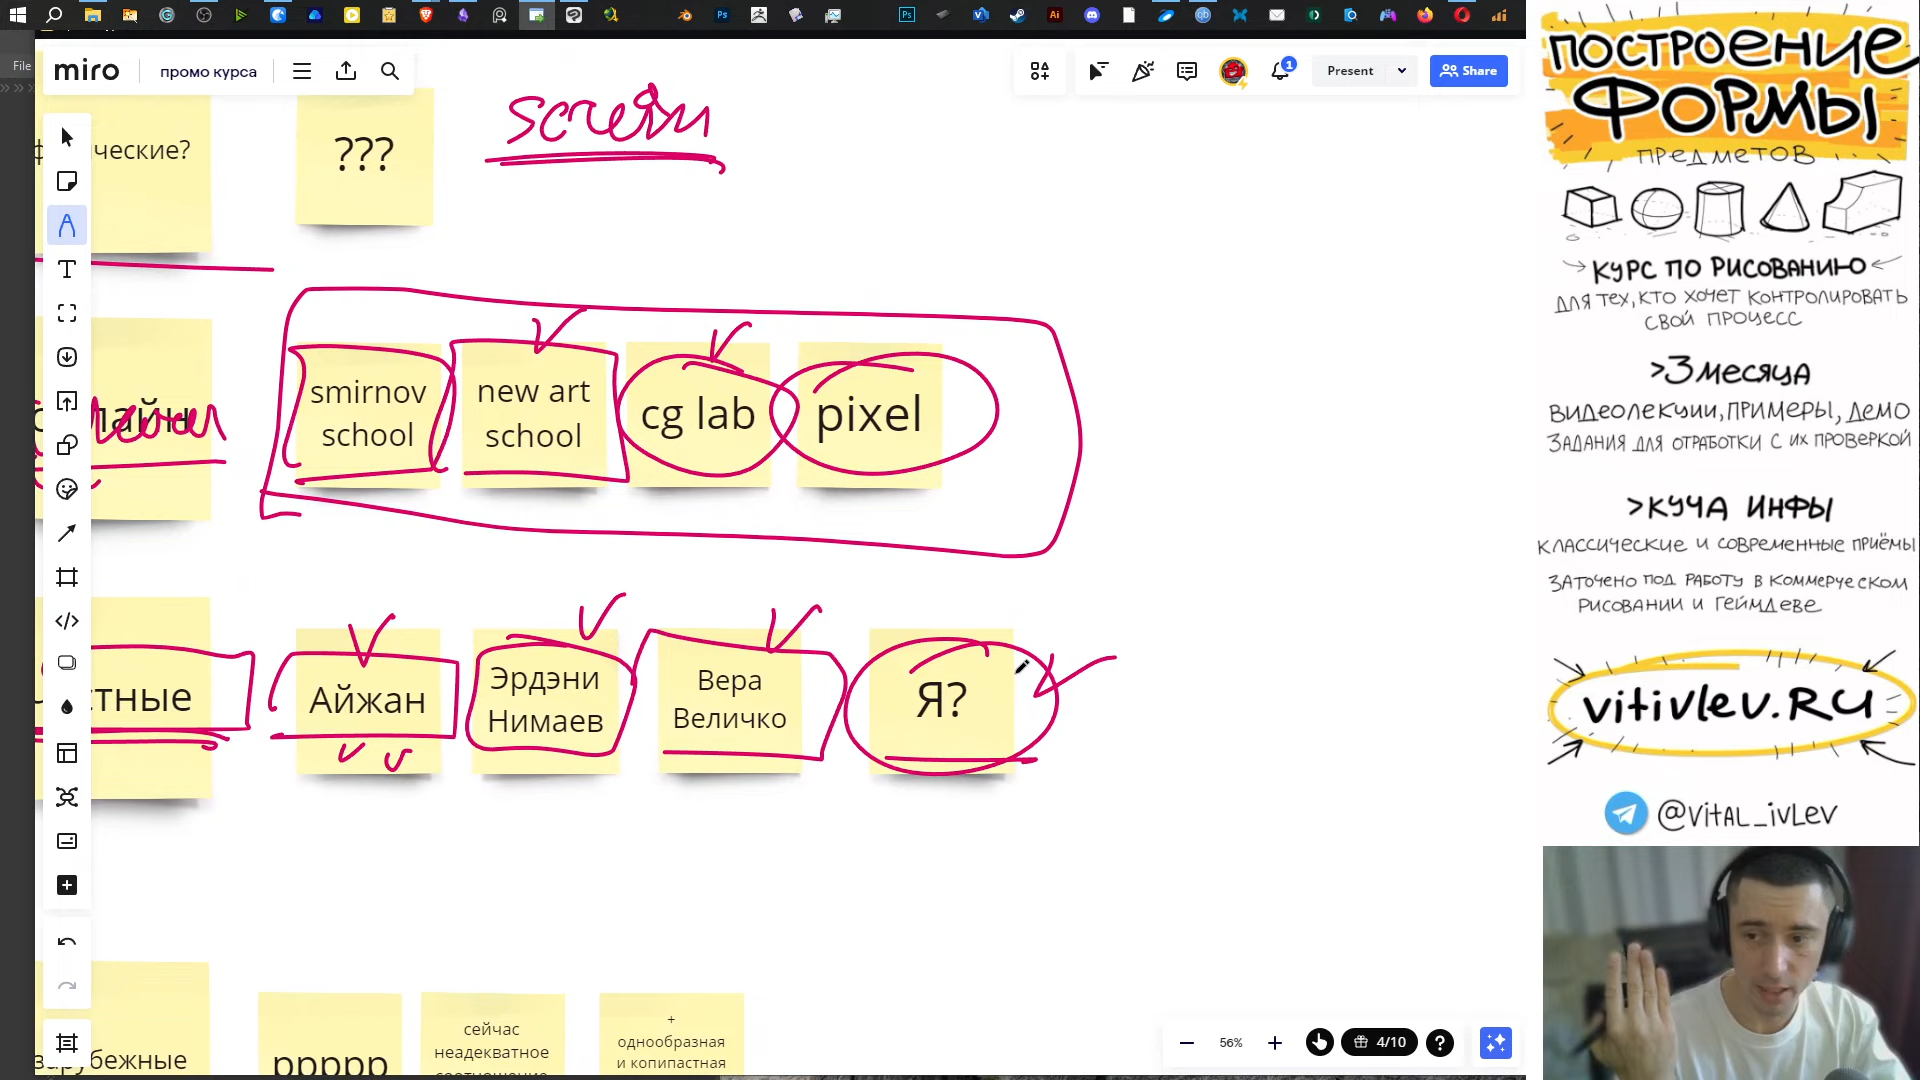 File
miro
промо курса
1
Present
Share
???
smirnov
school
new art
school
cg lab
pixel
Айжан
Эрдэни
Нимаев
Вера
Величко
Я?
ppppp
сейчас
неадекватное
+
однообразная
и копипастная
56%
4/10
ПОСТРОЕНИЕ
ФОРМЫ
ПРЕДМЕТОВ
КУРС ПО РИСОВАНИЮ
ДЛЯ ТЕХ, КТО ХОЧЕТ КОНТРОЛИРОВАТЬ
СВОЙ ПРОЦЕСС
>3 месяца
ВИДЕОЛЕКЦИИ, ПРИМЕРЫ, ДЕМО
ЗАДАНИЯ ДЛЯ ОТРАБОТКИ С ИХ ПРОВЕРКОЙ
>КУЧА ИНФЫ
КЛАССИЧЕСКИЕ И СОВРЕМЕННЫЕ ПРИЁМЫ
ЗАТОЧЕНО ПОД РАБОТУ В КОММЕРЧЕСКОМ
РИСОВАНИИ И ГЕЙМДЕВЕ
vitivlev.RU
@VITAL_IVLEV